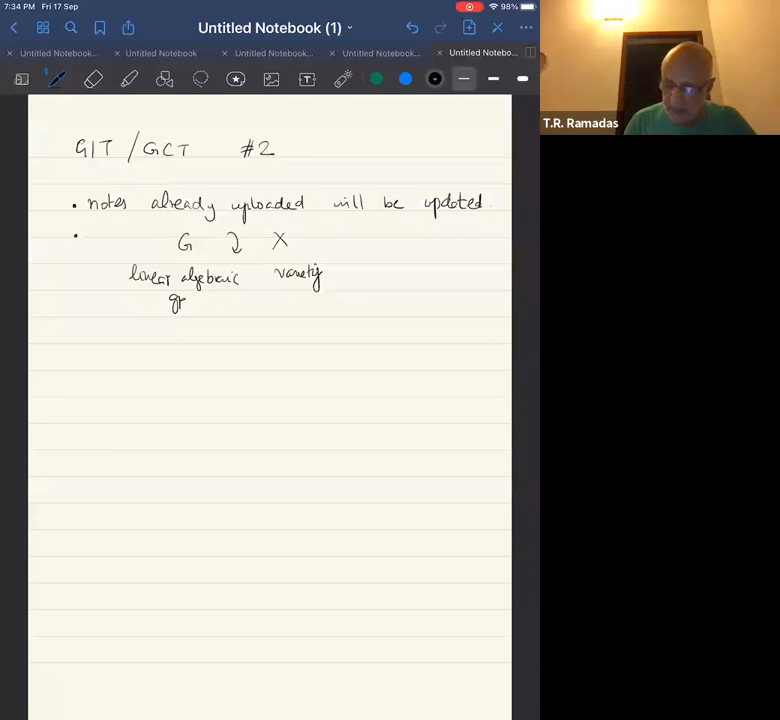 7:34 PM Fri 17 Sep
98%
Untitled Notebook (1)
Untitled Notebook...
Untitled Notebook
Untitled Notebook...
Untitled Notebook...
Untitled Notebo...
T.R. Ramadas
GIT / GCT #2
• notes already uploaded will be updated.
• G ⤵ X
linear algebraic variety
gp